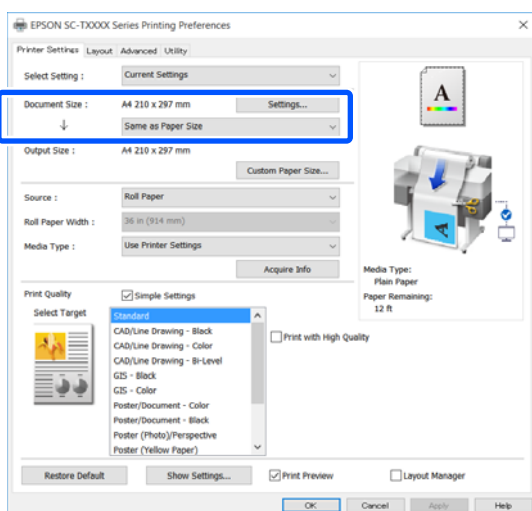 EPSON SC-TXXXX Series Printing Preferences
Printer Settings Layout Advanced Utility
Select Setting : Current Settings
Document Size : A4 210 x 297 mm Settings...
Same as Paper Size
Output Size : A4 210 x 297 mm
Custom Paper Size...
Source : Roll Paper
Roll Paper Width : 36 in (914 mm)
Media Type : Use Printer Settings
Acquire Info
Print Quality Simple Settings
Select Target
Standard
CAD/Line Drawing - Black
CAD/Line Drawing - Color
CAD/Line Drawing - Bi-Level
GIS - Black
GIS - Color
Poster/Document - Color
Poster/Document - Black
Poster (Photo)/Perspective
Poster (Yellow Paper)
Print with High Quality
A
A
Media Type:
Plain Paper
Paper Remaining:
12 ft
Restore Default Show Settings... Print Preview Layout Manager
OK Cancel Apply Help